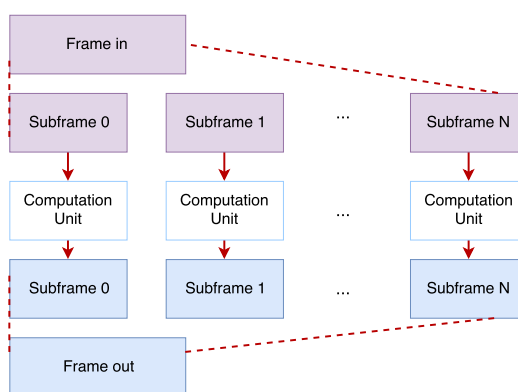 Frame in
Subframe 0
Subframe 1
...
Subframe N
Computation
Unit
Computation
Unit
...
Computation
Unit
Subframe 0
Subframe 1
...
Subframe N
Frame out